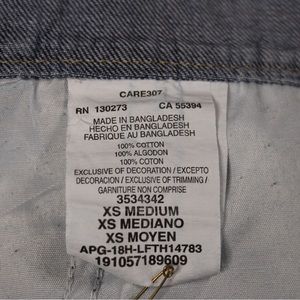 CARE307
RN 130273 CA 55394
MADE IN BANGLADESH
HECHO EN BANGLADESH
FABRIQUE AU BANGLADESH
100% COTTON
100% ALGODON
100% COTON
EXCLUSIVE OF DECORATION / EXCEPTO
DECORACION / EXCLUSIVE OF TRIMMING /
GARNITURE NON COMPRISE
3534342
XS MEDIUM
XS MEDIANO
XS MOYEN
APG-18H-LFTH14783
191057189609